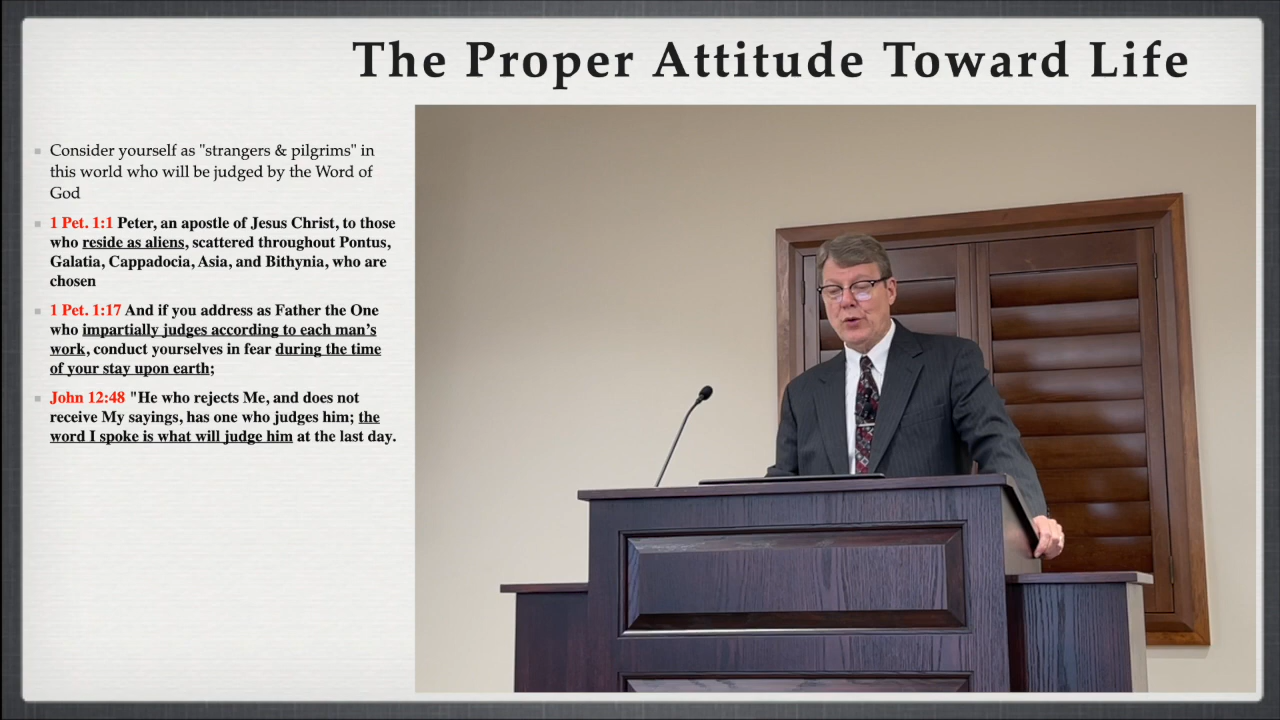 The Proper Attitude Toward Life
Consider yourself as "strangers & pilgrims" in
this world who will be judged by the Word of
God
1 Pet. 1:1 Peter, an apostle of Jesus Christ, to those
who reside as aliens, scattered throughout Pontus,
Galatia, Cappadocia, Asia, and Bithynia, who are
chosen
1 Pet. 1:17 And if you address as Father the One
who impartially judges according to each man’s
work, conduct yourselves in fear during the time
of your stay upon earth;
John 12:48 "He who rejects Me, and does not
receive My sayings, has one who judges him; the
word I spoke is what will judge him at the last day.